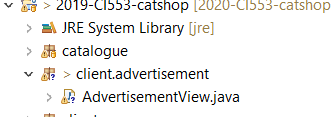 > 2019-CI553-catshop [2020-CI553-catshop
JRE System Library [jre]
catalogue
> client.advertisement
AdvertisementView.java